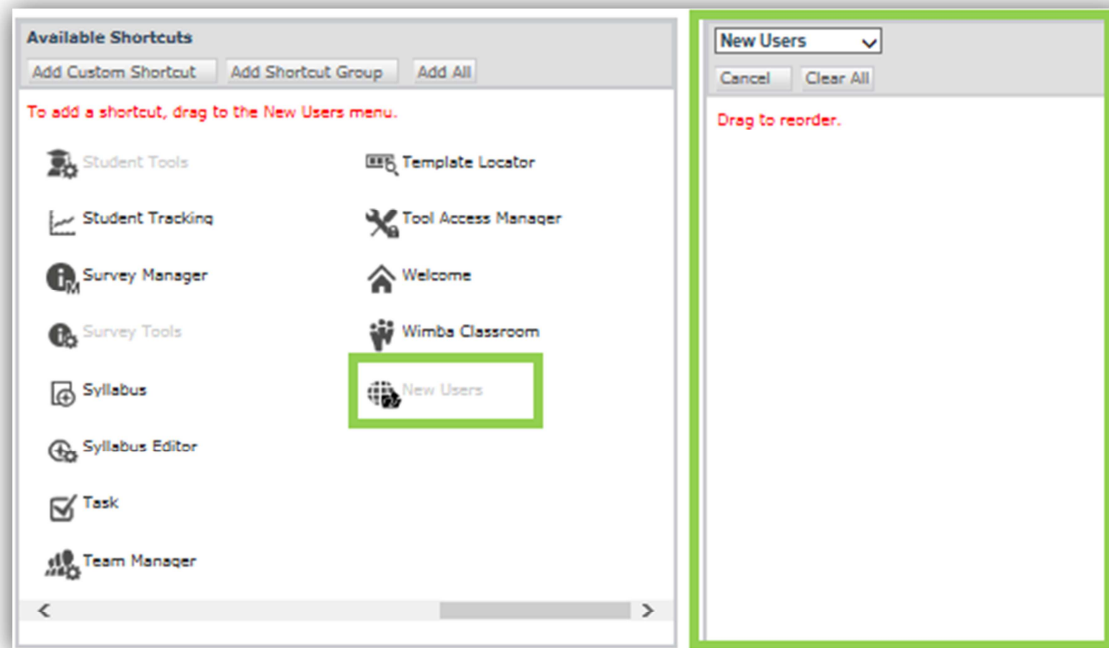 Available Shortcuts
Add Custom Shortcut
Add Shortcut Group
Add All
To add a shortcut, drag to the New Users menu.
Student Tools
Student Tracking
Survey Manager
Survey Tools
Syllabus
Syllabus Editor
Task
Team Manager
Template Locator
Tool Access Manager
Welcome
Wimba Classroom
New Users
New Users
Cancel
Clear All
Drag to reorder.